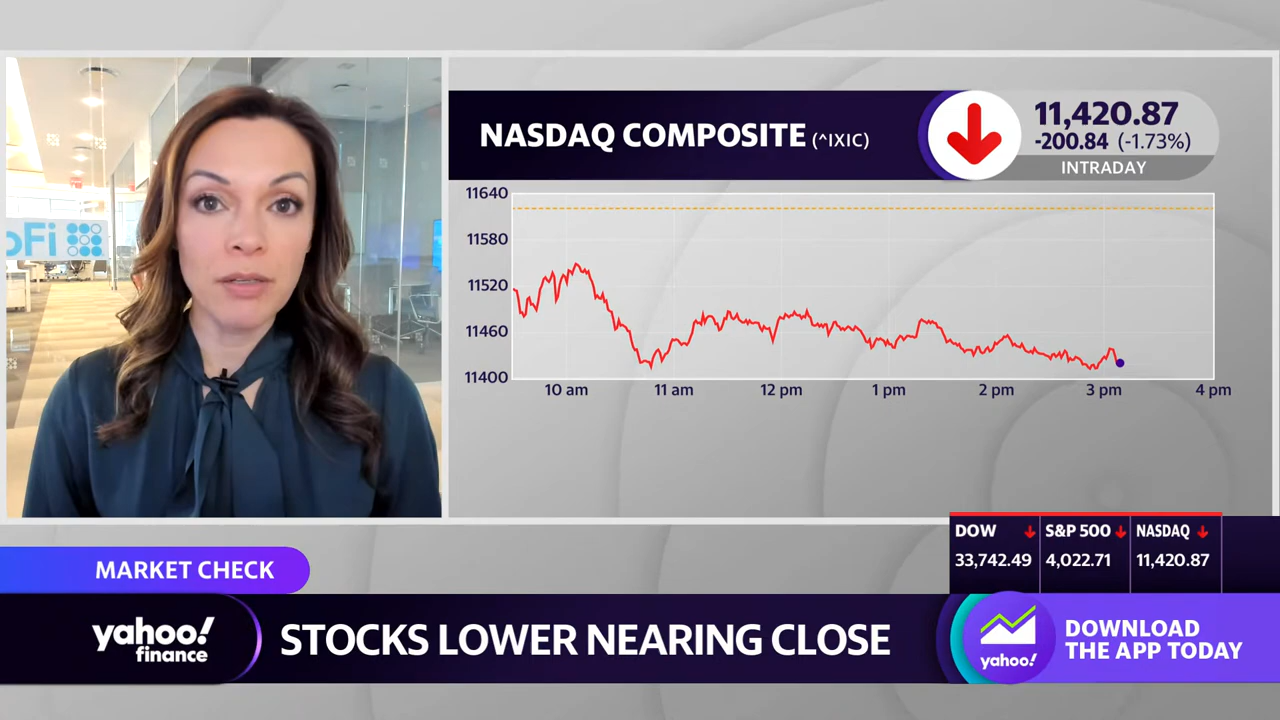 oFi
NASDAQ COMPOSITE (^IXIC)
11,420.87
-200.84 (-1.73%)
INTRADAY
11640
11580
11520
11460
11400
10 am 11 am 12 pm 1 pm 2 pm 3 pm 4 pm
DOW S&P 500 NASDAQ
33,742.49 4,022.71 11,420.87
MARKET CHECK
yahoo!
finance
STOCKS LOWER NEARING CLOSE
yahoo!
DOWNLOAD
THE APP TODAY